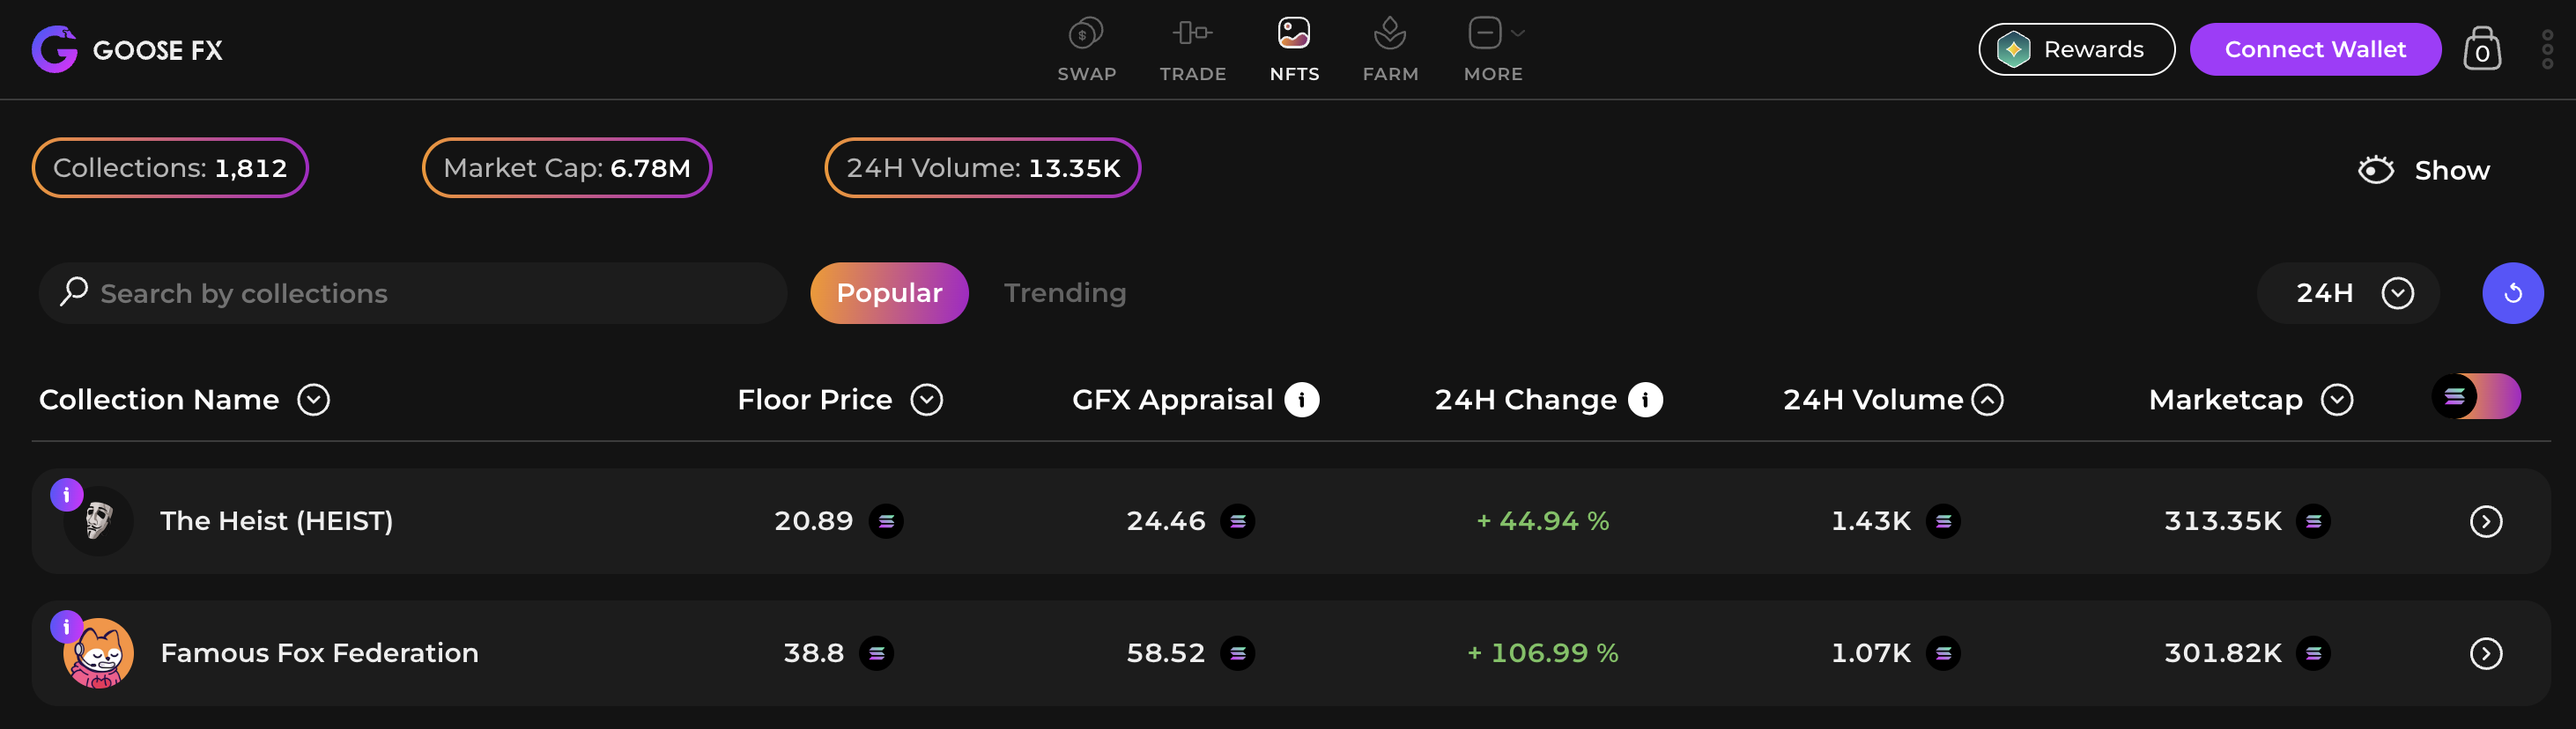 GOOSE FX
SWAP
TRADE
NFTS
FARM
MORE
Rewards
Connect Wallet
0
Collections: 1,812
Market Cap: 6.78M
24H Volume: 13.35K
Show
Search by collections
Popular
Trending
24H
Collection Name
Floor Price
GFX Appraisal
24H Change
24H Volume
Marketcap
The Heist (HEIST)
20.89
24.46
+ 44.94 %
1.43K
313.35K
Famous Fox Federation
38.8
58.52
+ 106.99 %
1.07K
301.82K